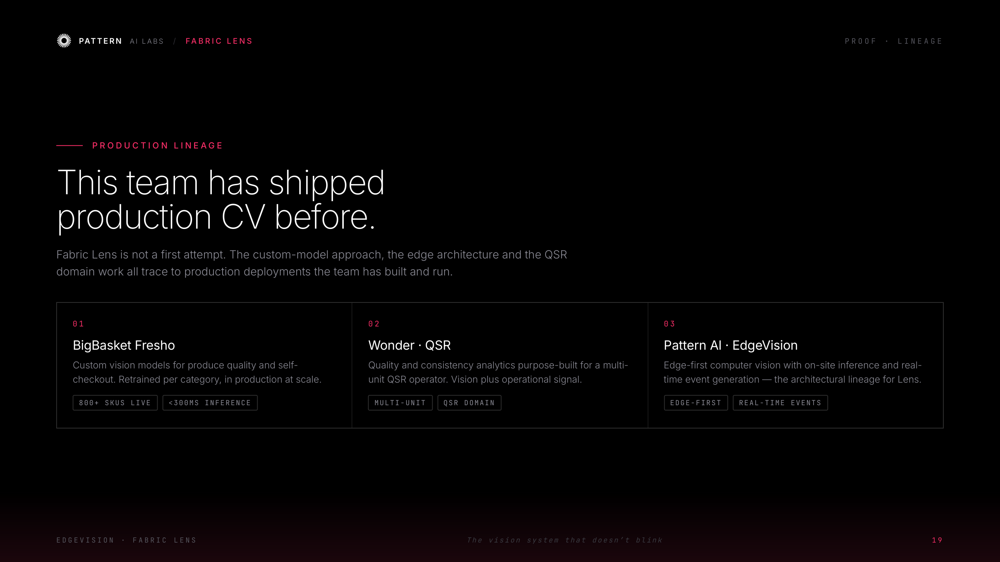 PATTERN AI LABS / FABRIC LENS
PROOF · LINEAGE
PRODUCTION LINEAGE
This team has shipped
production CV before.
Fabric Lens is not a first attempt. The custom-model approach, the edge architecture and the QSR
domain work all trace to production deployments the team has built and run.
01
BigBasket Fresho
Custom vision models for produce quality and self-
checkout. Retrained per category, in production at scale.
800+ SKUS LIVE
<300MS INFERENCE
02
Wonder · QSR
Quality and consistency analytics purpose-built for a multi-
unit QSR operator. Vision plus operational signal.
MULTI-UNIT
QSR DOMAIN
03
Pattern AI · EdgeVision
Edge-first computer vision with on-site inference and real-
time event generation — the architectural lineage for Lens.
EDGE-FIRST
REAL-TIME EVENTS
EDGEVISION · FABRIC LENS
The vision system that doesn’t blink
19